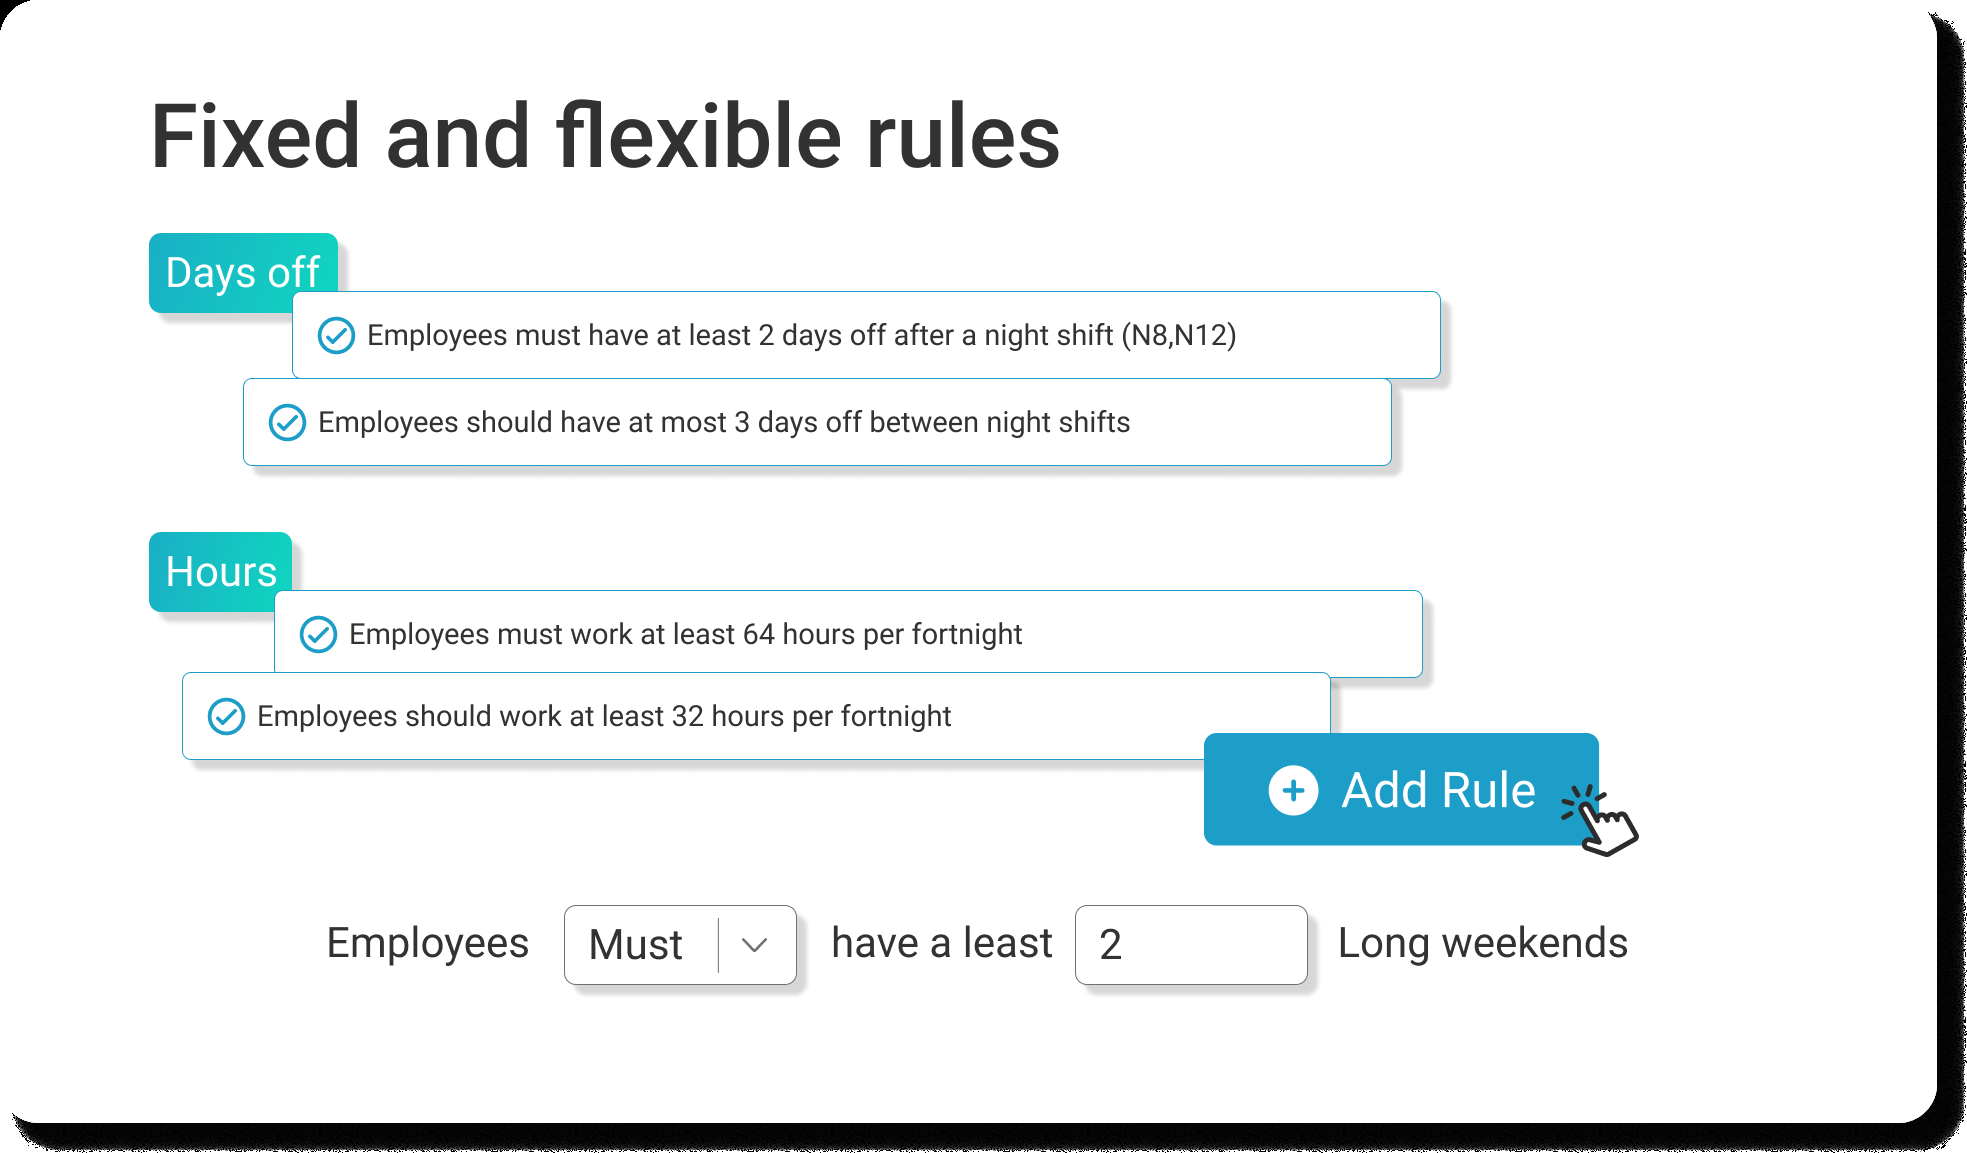 Fixed and flexible rules
Days off
Employees must have at least 2 days off after a night shift (N8,N12)
Employees should have at most 3 days off between night shifts
Hours
Employees must work at least 64 hours per fortnight
Employees should work at least 32 hours per fortnight
Add Rule
Employees Must have a least 2 Long weekends